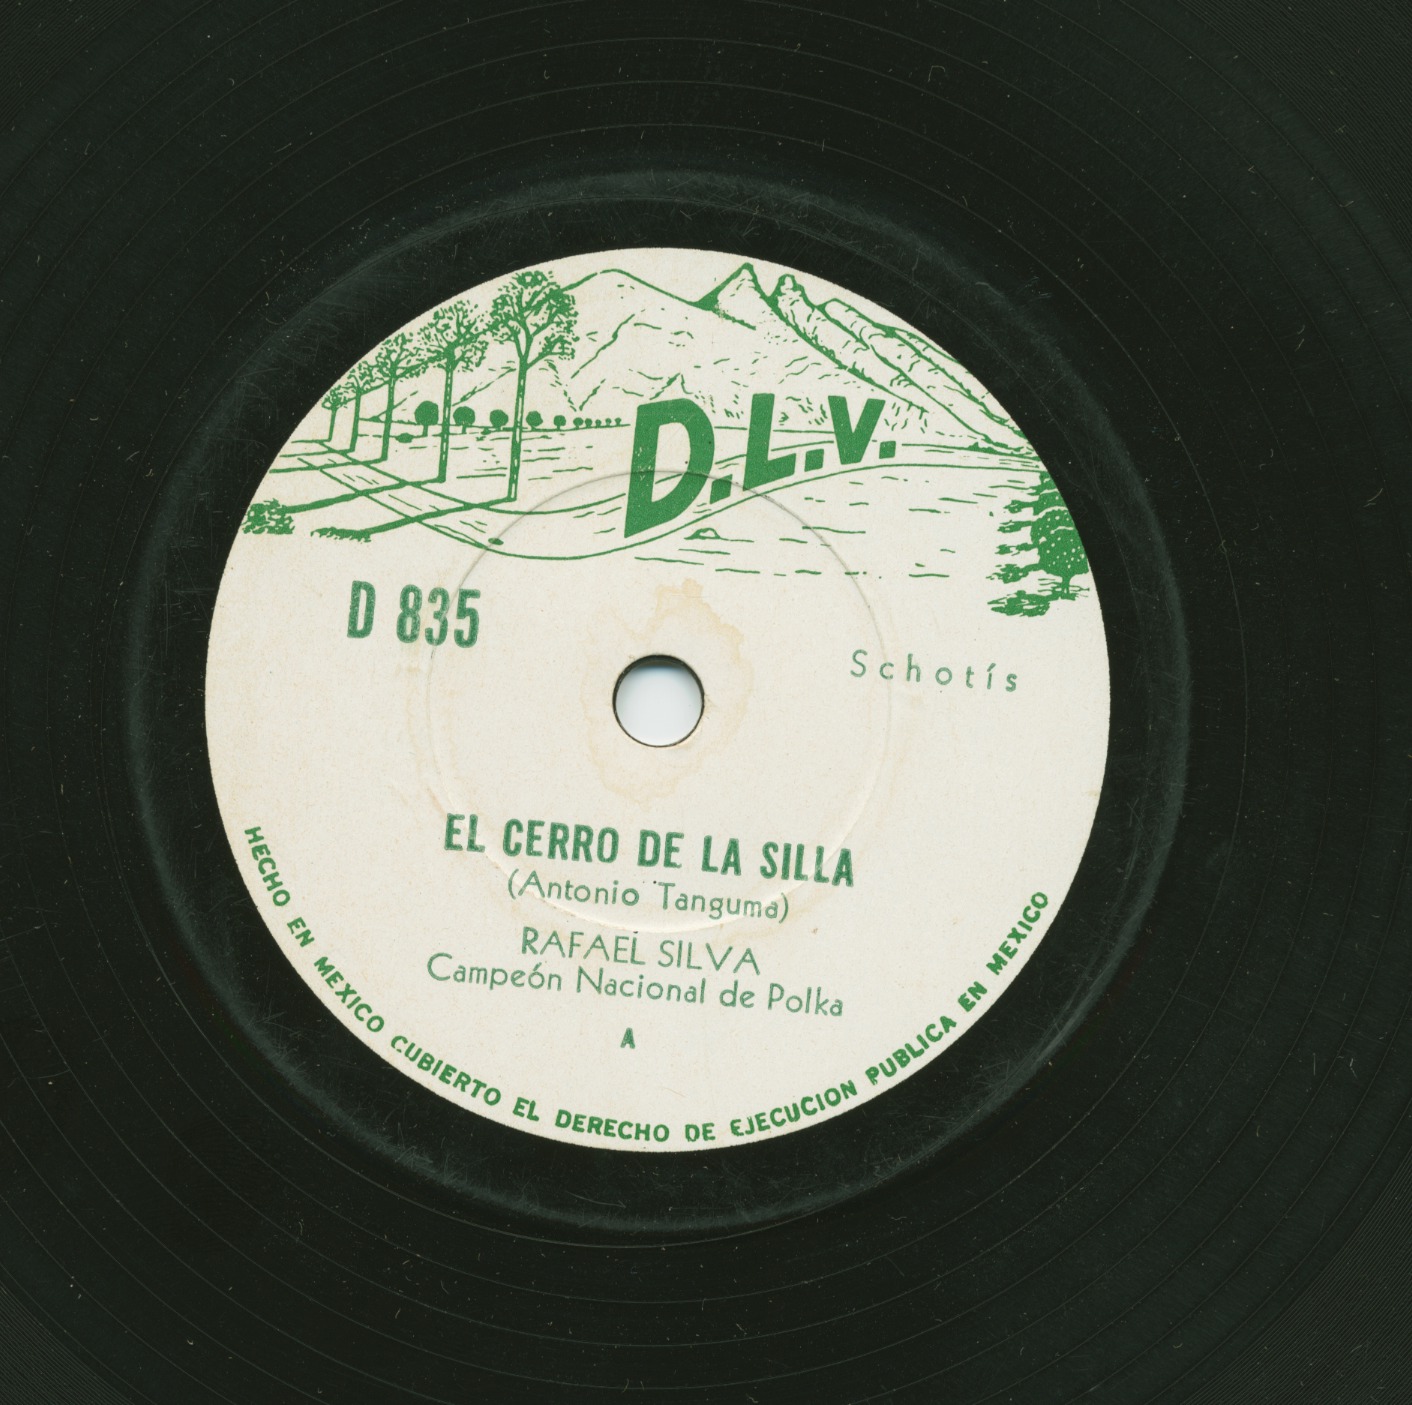 D.L.V.
D 835
Schotís
EL CERRO DE LA SILLA
(Antonio Tanguma)
RAFAEL SILVA
Campeón Nacional de Polka
A
HECHO EN MEXICO CUBIERTO EL DERECHO DE EJECUCION PUBLICA EN MEXICO